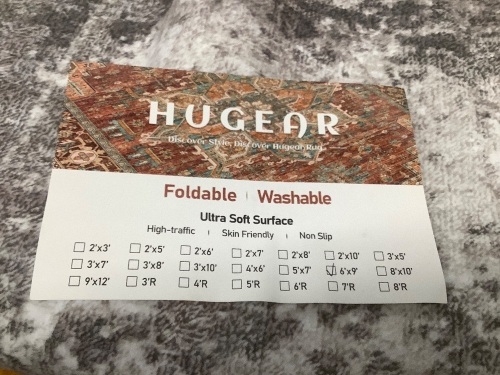 HUGEAR
Discover Style, Discover Hugear Rug
Foldable | Washable
Ultra Soft Surface
High-traffic | Skin Friendly | Non Slip
☐ 2'x3' ☐ 2'x5' ☐ 2'x6' ☐ 2'x7' ☐ 2'x8' ☐ 2'x10' ☐ 3'x5'
☐ 3'x7' ☐ 3'x8' ☐ 3'x10' ☐ 4'x6' ☐ 5'x7' ☑ 6'x9' ☐ 8'x10'
☐ 9'x12' ☐ 3'R ☐ 4'R ☐ 5'R ☐ 6'R ☐ 7'R ☐ 8'R